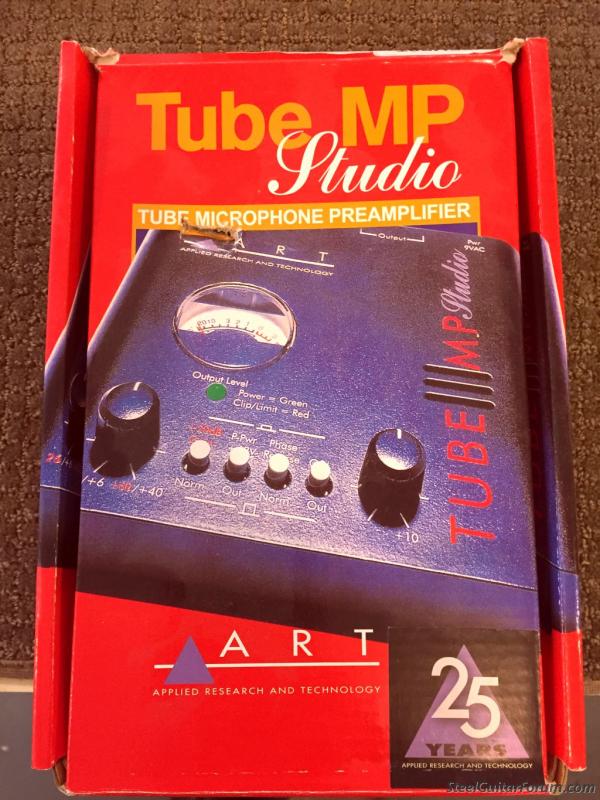 Tube MP
Studio
TUBE MICROPHONE PREAMPLIFIER
ART
APPLIED RESEARCH AND TECHNOLOGY
Output
Pwr
9VAC
TUBE MP Studio
Output Level
Power = Green
Clip/Limit = Red
P-Pwr
Phase
Norm.
Out
Norm.
Out
/+6
/+40
+10
ART
APPLIED RESEARCH AND TECHNOLOGY
25
YEARS
APPLIED RESEARCH AND TECHNOLOGY
SteelGuitarForum.com